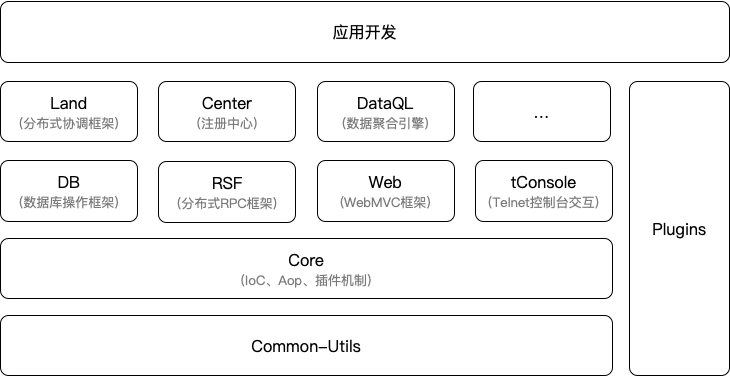 应用开发
Land
(分布式协调框架)
Center
(注册中心)
DataQL
(数据聚合引擎)
...
DB
(数据库操作框架)
RSF
(分布式RPC框架)
Web
(WebMVC框架)
tConsole
(Telnet控制台交互)
Plugins
Core
(IoC、Aop、插件机制)
Common-Utils